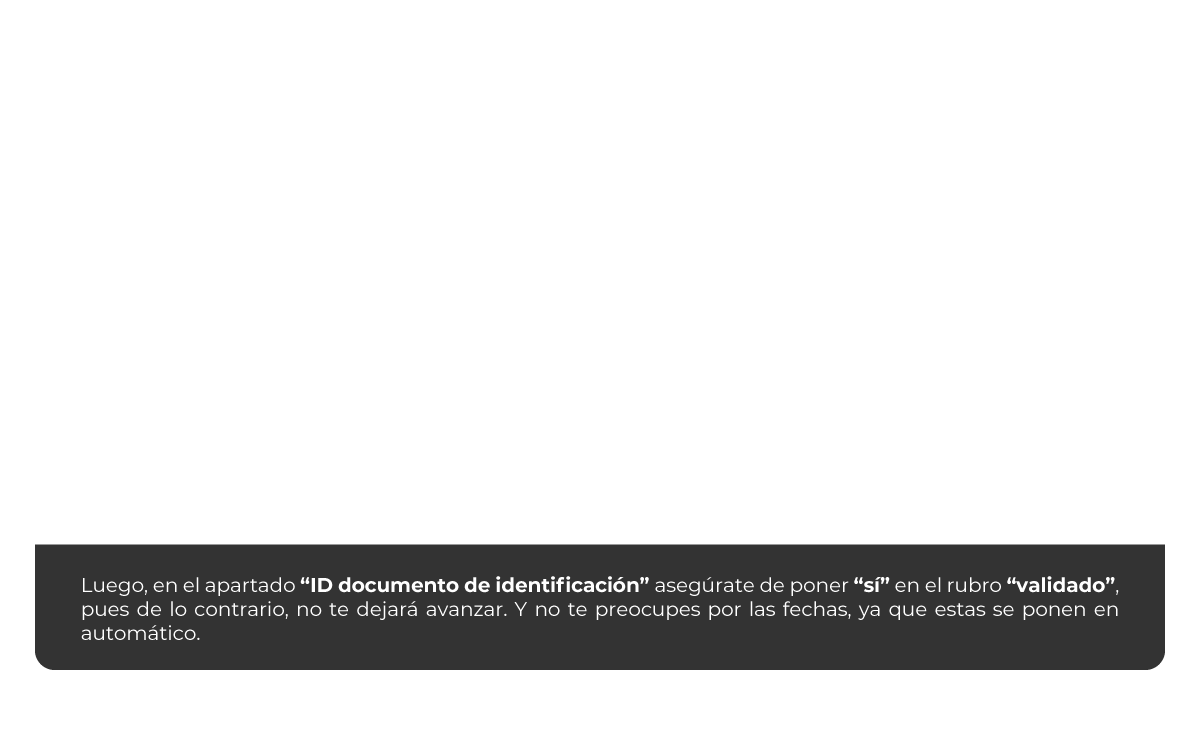 Luego, en el apartado “ID documento de identificación” asegúrate de poner “sí” en el rubro “validado”,
pues de lo contrario, no te dejará avanzar. Y no te preocupes por las fechas, ya que estas se ponen en
automático.